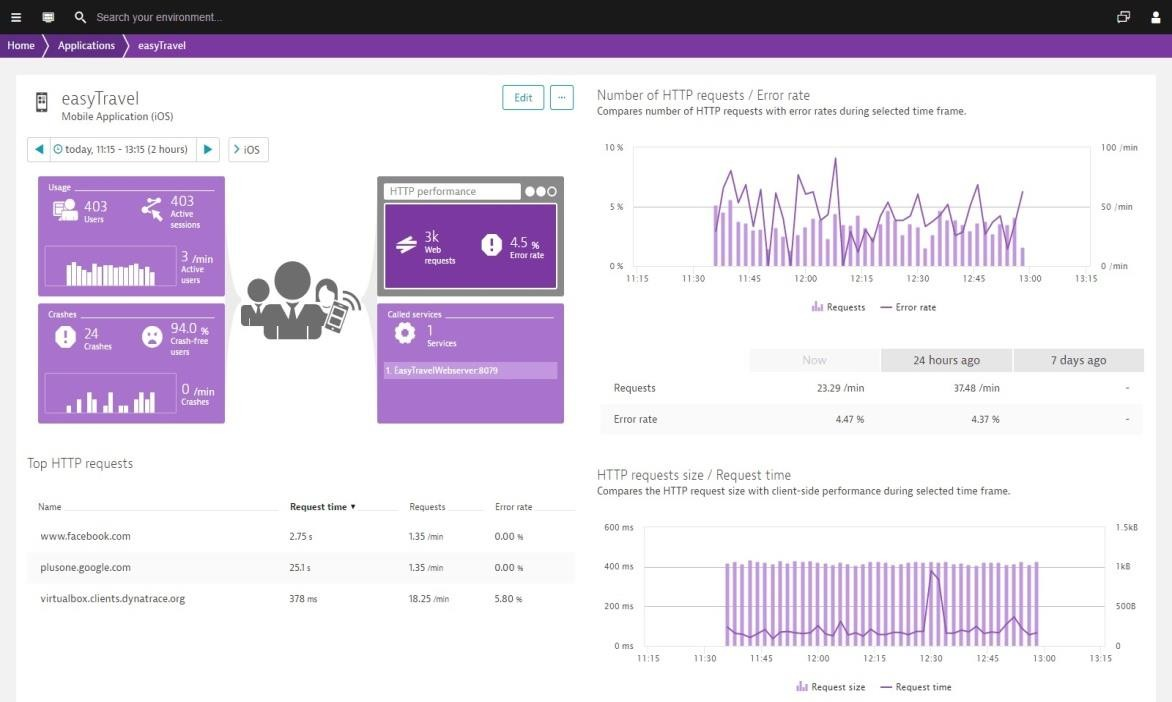 Search your environment...
Home
Applications
easyTravel
easyTravel
Mobile Application (iOS)
Edit
...
today, 11:15 - 13:15 (2 hours)
iOS
Usage
403
Users
403
Active
sessions
3 /min
Active
users
Crashes
24
Crashes
94.0 %
Crash-free
users
0 /min
Crashes
HTTP performance
3k
Web
requests
4.5 %
Error rate
Called services
1
Services
1. EasyTravelWebserver:8079
Top HTTP requests
Name Request time ▼ Requests Error rate
www.facebook.com 2.75 s 1.35 /min 0.00 %
plusone.google.com 25.1 s 1.35 /min 0.00 %
virtualbox.clients.dynatrace.org 378 ms 18.25 /min 5.80 %
Number of HTTP requests / Error rate
Compares number of HTTP requests with error rates during selected time frame.
10 % 100 /min
5 % 50 /min
0 % 0 /min
11:15 11:30 11:45 12:00 12:15 12:30 12:45 13:00 13:15
Requests Error rate
Now 24 hours ago 7 days ago
Requests 23.29 /min 37.48 /min -
Error rate 4.47 % 4.37 % -
HTTP requests size / Request time
Compares the HTTP request size with client-side performance during selected time frame.
600 ms 1.5kB
400 ms 1kB
200 ms 500B
0 ms 0
11:15 11:30 11:45 12:00 12:15 12:30 12:45 13:00 13:15
Request size Request time